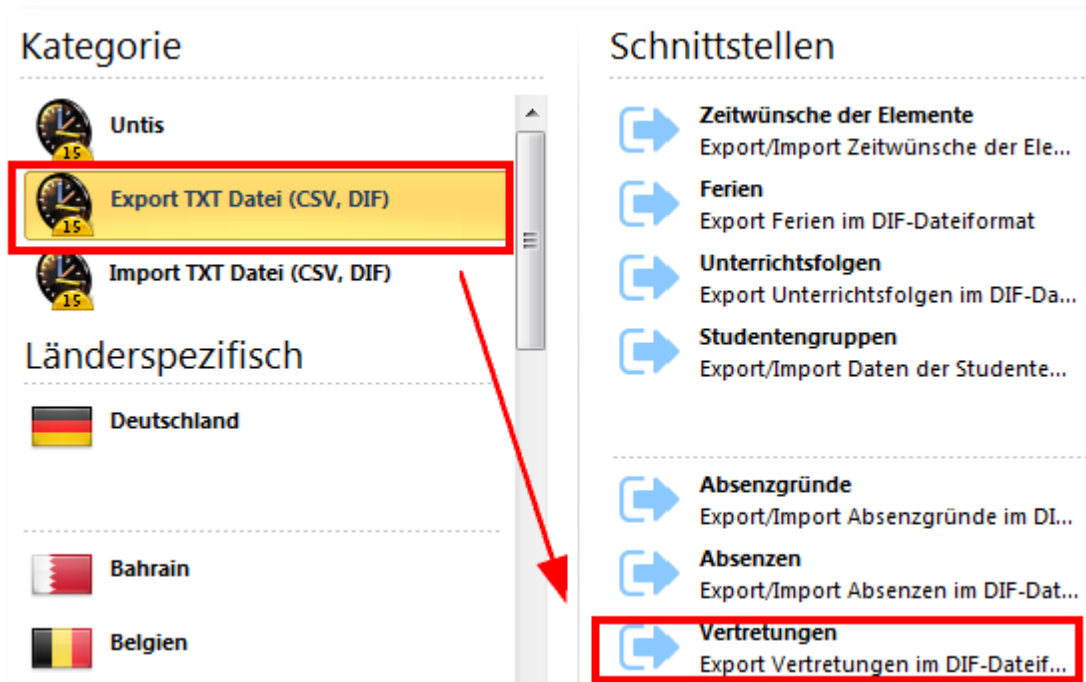 Kategorie
Untis
15
Export TXT Datei (CSV, DIF)
15
Import TXT Datei (CSV, DIF)
15
Länderspezifisch
Deutschland
Bahrain
Belgien
Schnittstellen
Zeitwünsche der Elemente
Export/Import Zeitwünsche der Ele...
Ferien
Export Ferien im DIF-Dateiformat
Unterrichtsfolgen
Export Unterrichtsfolgen im DIF-Da...
Studentengruppen
Export/Import Daten der Studente...
Absenzgründe
Export/Import Absenzgründe im DI...
Absenzen
Export/Import Absenzen im DIF-Dat...
Vertretungen
Export Vertretungen im DIF-Dateif...